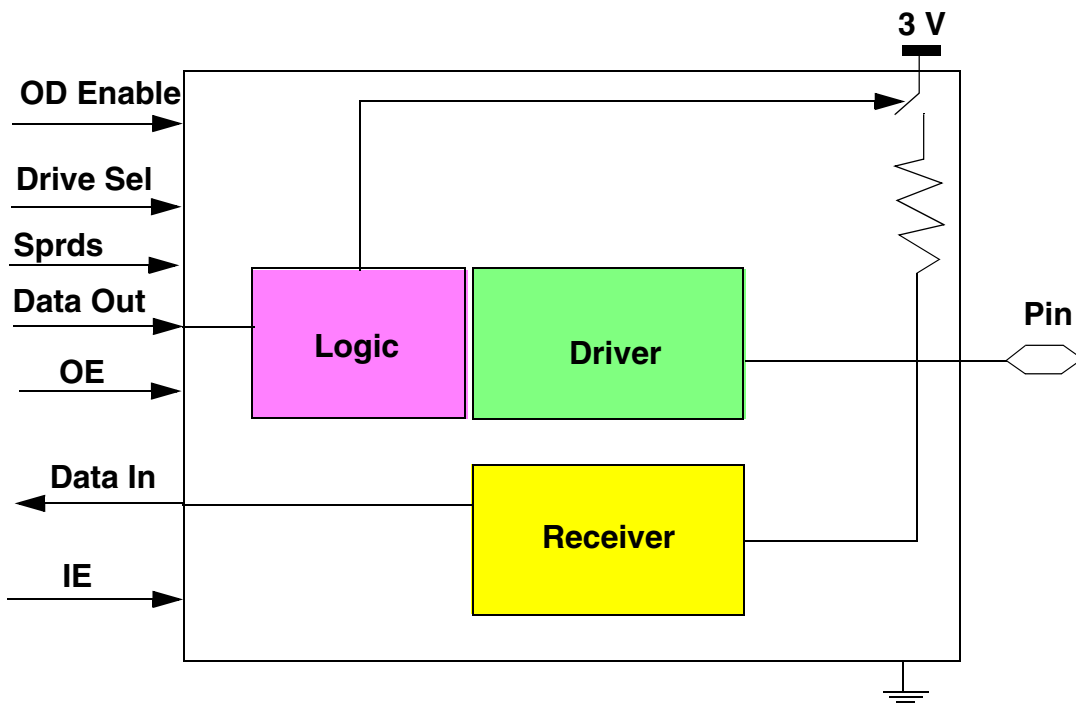 3 V
OD Enable
Drive Sel
Sprds
Data Out
OE
Data In
IE
Logic
Driver
Receiver
Pin